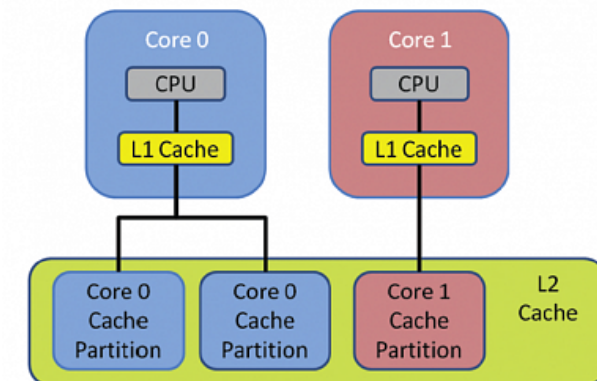 Core 0
Core 1
CPU
CPU
L1 Cache
L1 Cache
Core 0
Cache
Partition
Core 0
Cache
Partition
Core 1
Cache
Partition
L2
Cache